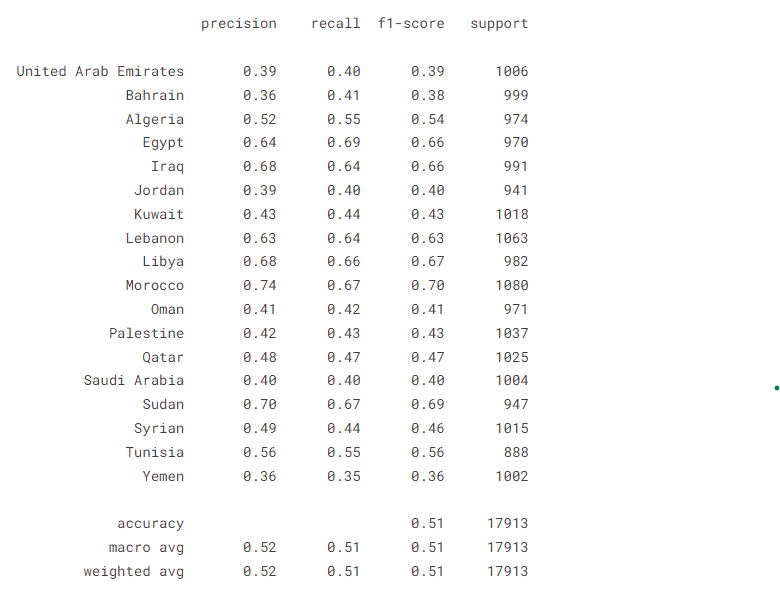 precision recall f1-score support
United Arab Emirates 0.39 0.40 0.39 1006
Bahrain 0.36 0.41 0.38 999
Algeria 0.52 0.55 0.54 974
Egypt 0.64 0.69 0.66 970
Iraq 0.68 0.64 0.66 991
Jordan 0.39 0.40 0.40 941
Kuwait 0.43 0.44 0.43 1018
Lebanon 0.63 0.64 0.63 1063
Libya 0.68 0.66 0.67 982
Morocco 0.74 0.67 0.70 1080
Oman 0.41 0.42 0.41 971
Palestine 0.42 0.43 0.43 1037
Qatar 0.48 0.47 0.47 1025
Saudi Arabia 0.40 0.40 0.40 1004
Sudan 0.70 0.67 0.69 947
Syrian 0.49 0.44 0.46 1015
Tunisia 0.56 0.55 0.56 888
Yemen 0.36 0.35 0.36 1002
accuracy 0.51 17913
macro avg 0.52 0.51 0.51 17913
weighted avg 0.52 0.51 0.51 17913